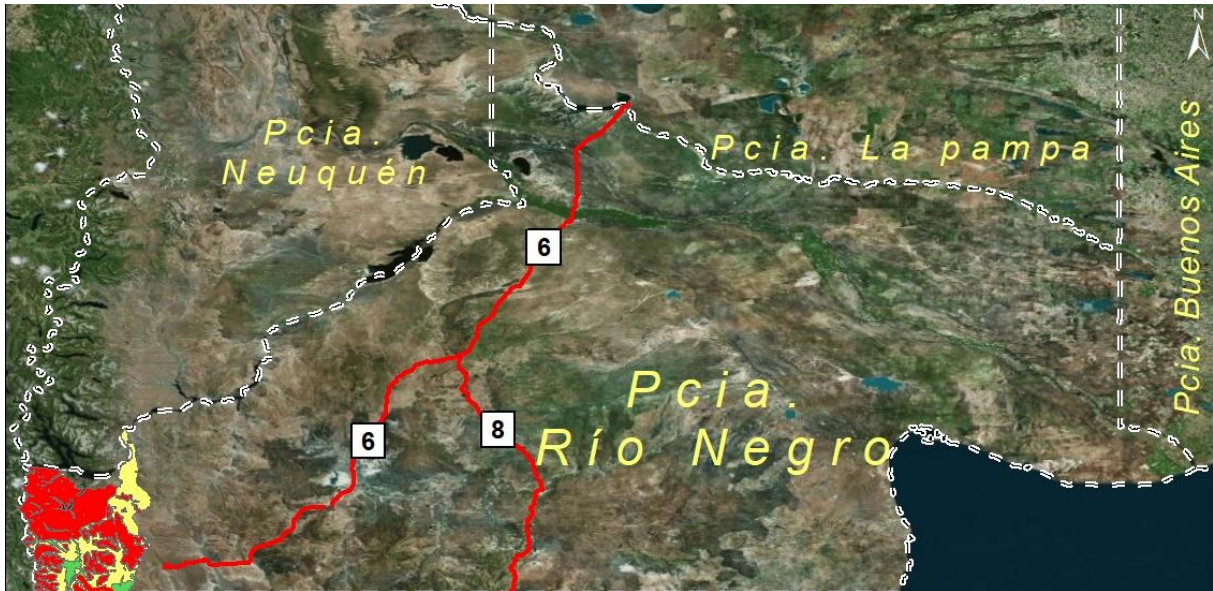 N
Pcia.
Neuquén
Pcia. La pampa
Pcia. Buenos Aires
6
6
8
Pcia.
Río Negro